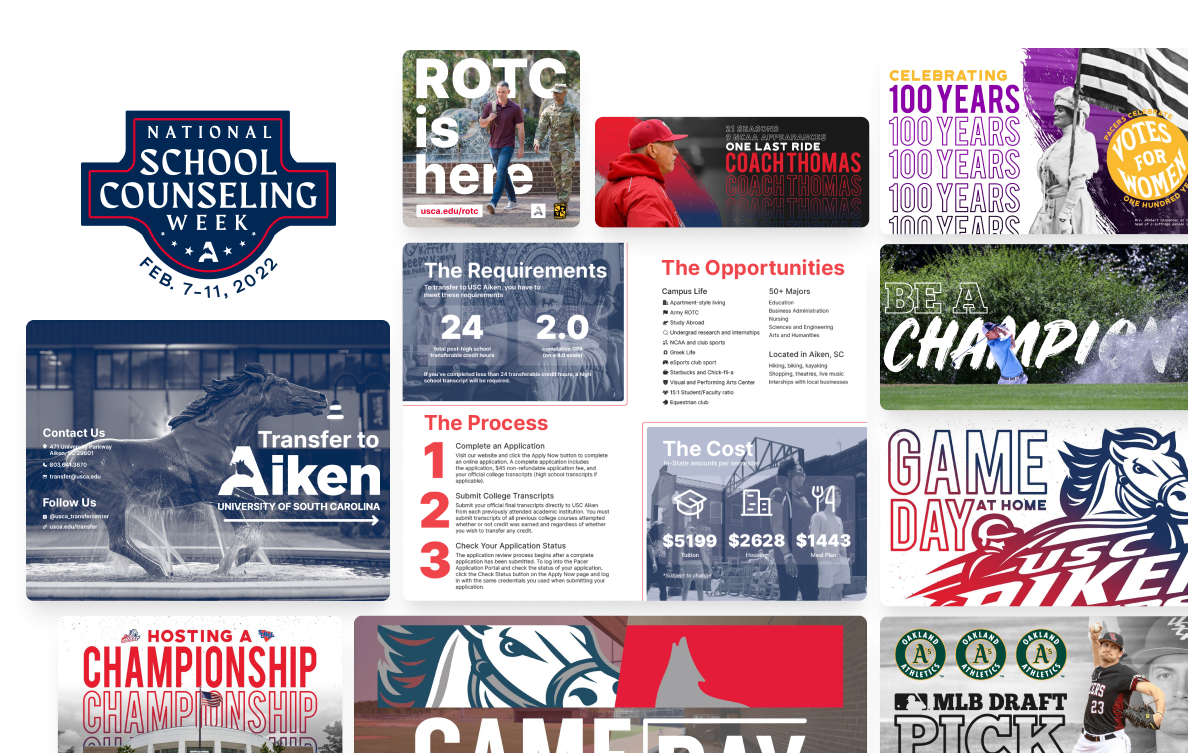 NATIONAL
SCHOOL
COUNSELING
WEEK
FEB. 7-11, 2022
ROTC
is
here
usca.edu/rotc
21 SEASONS
9 NCAA APPEARANCES
ONE LAST RIDE
COACH THOMAS
COACH THOMAS
COACH THOMAS
COACH THOMAS
CELEBRATING
100 YEARS
100 YEARS
100 YEARS
100 YEARS
100 YEARS
PACERS CELEBRATE
VOTES
FOR
WOMEN
ONE HUNDRED
The Requirements
To transfer to USC Aiken, you have to
meet these requirements
24
Total post-high school
transferable credit hours
2.0
cumulative GPA
(on a 4.0 scale)
If you've completed less than 24 transferable credit hours, a high
school transcript will be required.
The Opportunities
Campus Life
Apartment-style living
Army ROTC
Study Abroad
Undergrad research and internships
NCAA and club sports
Greek Life
eSports club sport
Starbucks and Chick-fil-a
Visual and Performing Arts Center
15:1 Student/Faculty ratio
Equestrian club
50+ Majors
Education
Business Administration
Nursing
Sciences and Engineering
Arts and Humanities
Located in Aiken, SC
Hiking, biking, kayaking
Shopping, theatres, live music
Interships with local businesses
The Process
1
Complete an Application
Visit our website and click the Apply Now button to complete
an online application. A complete application includes
the application, $45 non-refundable application fee, and
your official college transcripts (high school transcripts if
applicable).
2
Submit College Transcripts
Submit your official final transcripts directly to USC Aiken
from each previously attended academic institution. You must
submit transcripts of all previous college courses attempted
whether or not credit was earned and regardless of whether
you wish to transfer any credit.
3
Check Your Application Status
The application review process begins after a complete
application has been submitted. To log into the Pacer
Application Portal and check the status of your application,
click the Check Status button on the Apply Now page and log
in with the same credentials you used when submitting your
application.
The Cost
In-State amounts per semester
$5199
Tuition
$2628
Housing
$1443
Meal Plan
*Subject to change
BE A
CHAMPION
Contact Us
471 University Parkway
Aiken, SC 29801
803.641.3670
transfer@usca.edu
Follow Us
@usca_transfercenter
usca.edu/transfer
Transfer to
Aiken
UNIVERSITY OF SOUTH CAROLINA
GAME
DAY
AT HOME
USC
AIKEN
HOSTING A
CHAMPIONSHIP
CHAMPIONSHIP
GAME DAY
OAKLAND
A's
ATHLETICS
OAKLAND
A's
ATHLETICS
OAKLAND
A's
ATHLETICS
MLB DRAFT
PICK
23